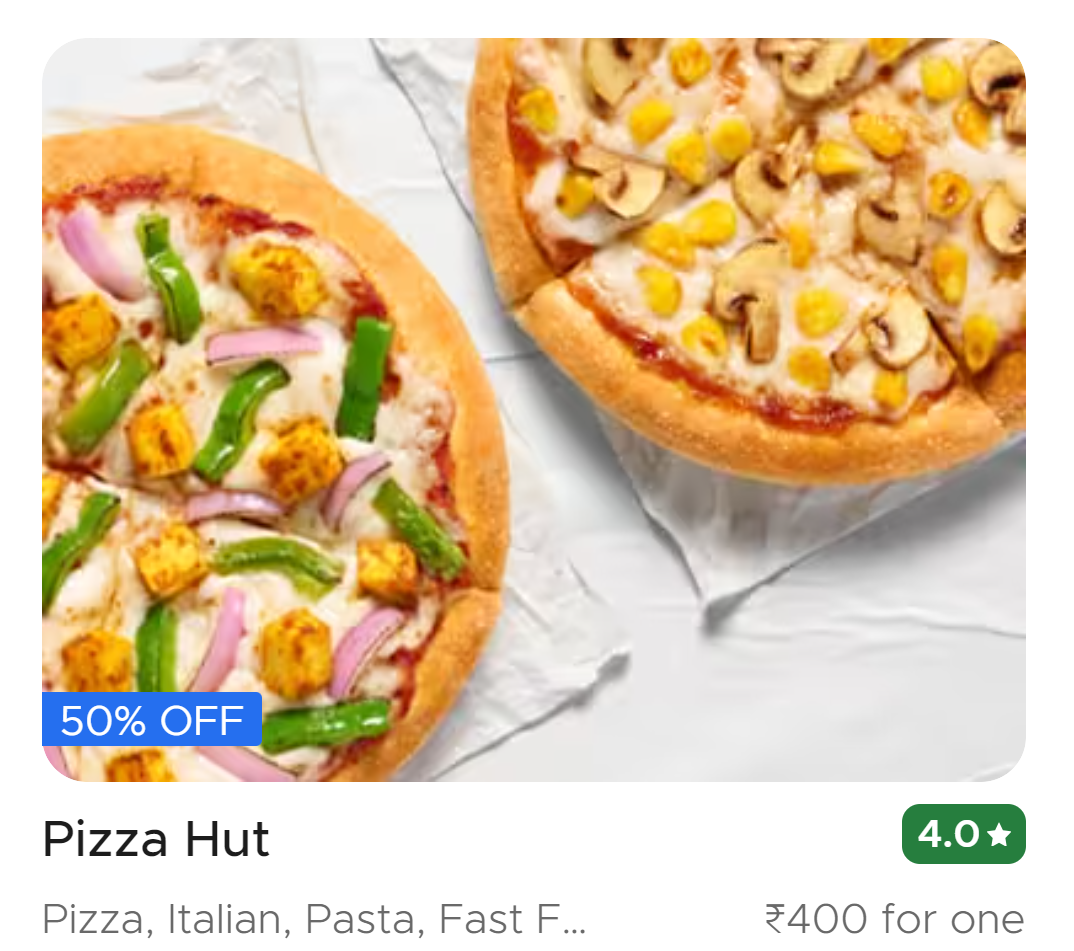 50% OFF
Pizza Hut 4.0★
Pizza, Italian, Pasta, Fast F... ₹400 for one